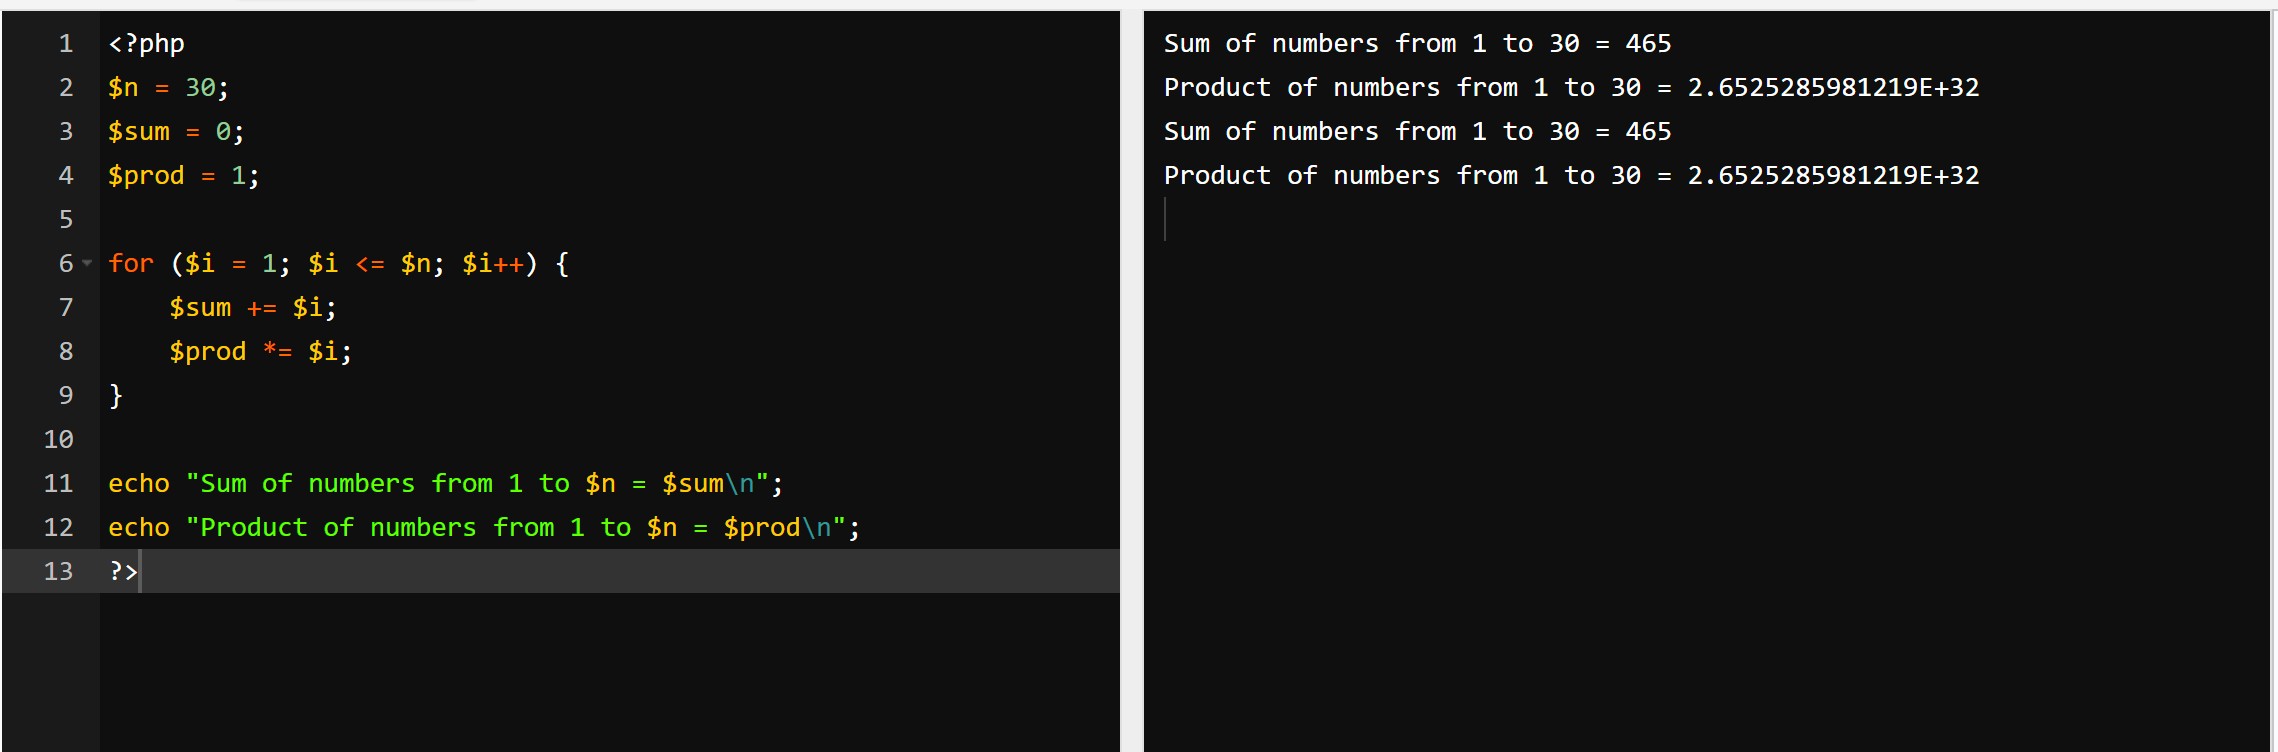 1 <?php
2 $n = 30;
3 $sum = 0;
4 $prod = 1;
5
6 for ($i = 1; $i <= $n; $i++) {
7     $sum += $i;
8     $prod *= $i;
9 }
10
11 echo "Sum of numbers from 1 to $n = $sum\n";
12 echo "Product of numbers from 1 to $n = $prod\n";
13 ?>
Sum of numbers from 1 to 30 = 465
Product of numbers from 1 to 30 = 2.6525285981219E+32
Sum of numbers from 1 to 30 = 465
Product of numbers from 1 to 30 = 2.6525285981219E+32